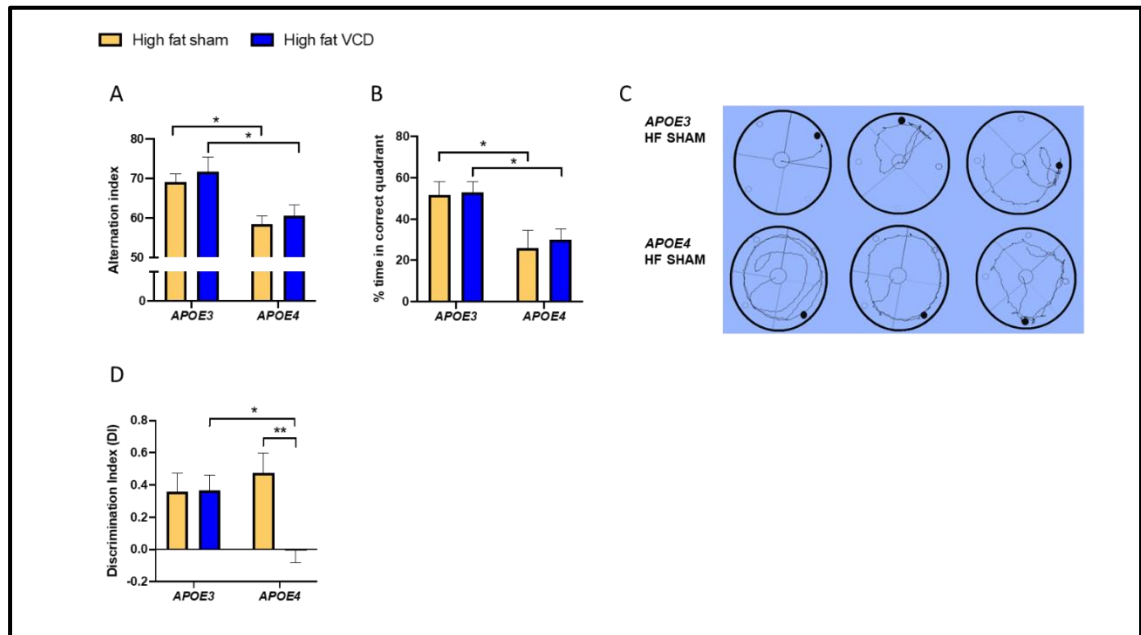 High fat sham High fat VCD
A
Alternation index
80
70
60
50
0
*
*
APOE3 APOE4
B
% time in correct quadrant
80
60
40
20
0
*
*
APOE3 APOE4
C
APOE3
HF SHAM
APOE4
HF SHAM
D
Discrimination Index (DI)
0.8
0.6
0.4
0.2
0.0
-0.2
*
**
APOE3 APOE4